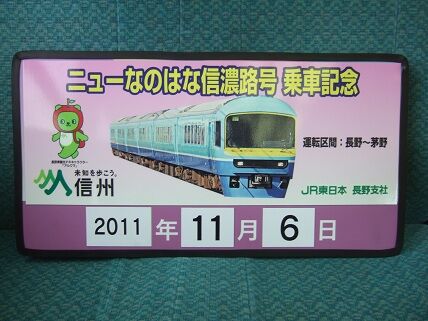 ニューなのはな信濃路号 乗車記念
運転区間:長野〜茅野
未知を歩こう。
信州
JR東日本 長野支社
2011 年 11 月 6 日